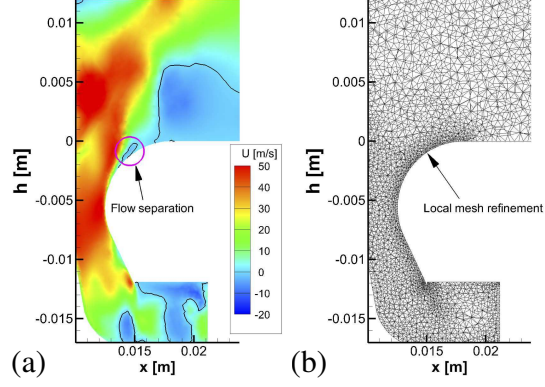 0.01
0.005
0
-0.005
-0.01
-0.015
h [m]
0.015
0.02
x [m]
Flow separation
U [m/s]
50
40
30
20
10
0
-10
-20
(a)
0.01
0.005
0
-0.005
-0.01
-0.015
h [m]
0.015
0.02
x [m]
Local mesh refinement
(b)